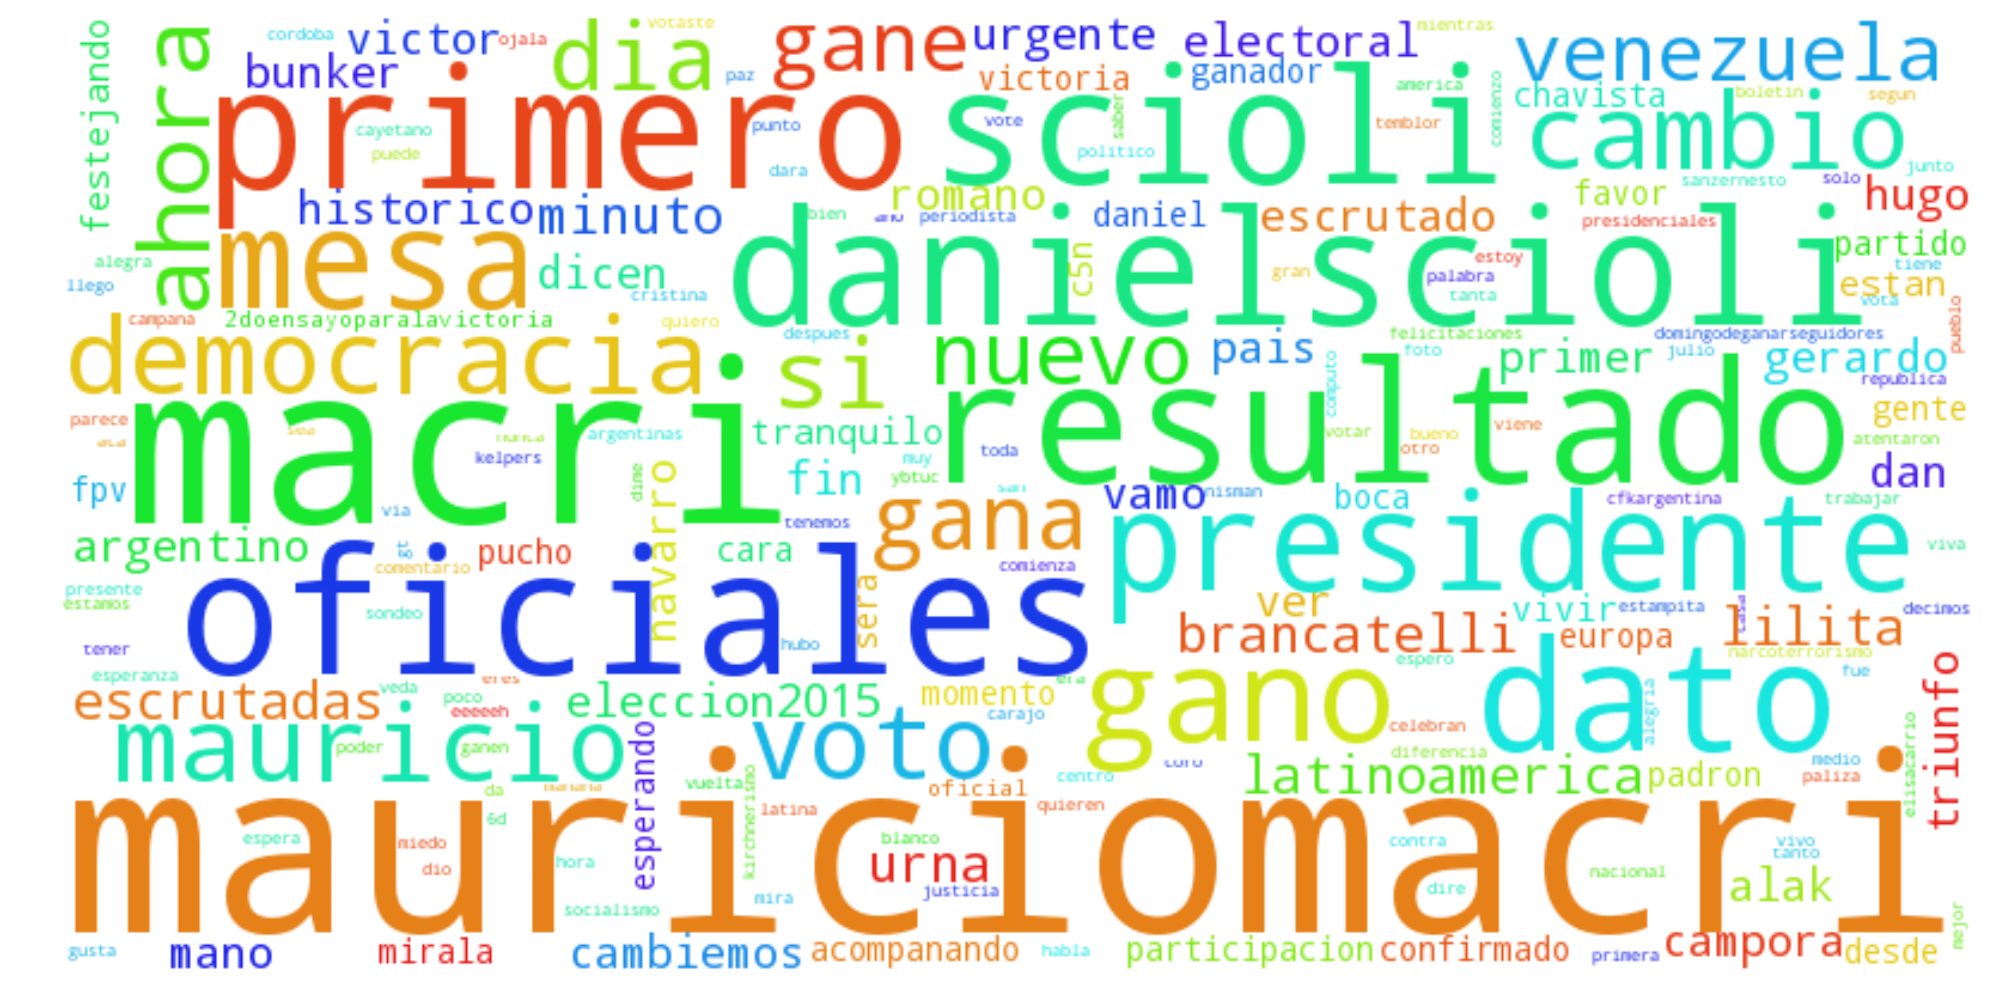 cordoba victor ojala dia votaste gane urgente electoral mientras venezuela
festejando ahora bunker paz victoria ganador america comienzo chavista boletin segun
primero scioli cambio
cayetano punto vote saber temblor
puede politico
dara junto
historico minuto romano sanzernesto solo hugo
bien periodista daniel escrutado favor presidenciales
mesa danielscioli partido
alegra dicen c5n gran estoy tiene
llego cristina palabra estan
tanta vota
campana 2doensayoparalavictoria quiero despues felicitaciones domingodeganarseguidores pueblo
democracia si nuevo pais foto primer julio gerardo
computo republica
macri resultado
parece argentinas tranquilo votar bueno viene gente
otro atentaron
kelpers muy toda
fpv dime navarro fin ybtuc dan
vamo nisman boca cfkargentina trabajar
via tenemos gana presidente
argentino pucho cara viva
comentario comienza
presente oficiales sera
estamos sondeo ver vivir estampita casa lilita decimos
tener hubo brancatelli europa
narcoterrorismo
esperanza eres espero fue triunfo
escrutadas veda poco eleccion2015 momento gano dato
eeeeeh era carajo celebran alegria elisacarrio
mauricio esperando voto
poder ganen diferencia medio
vuelta kirchnerismo centro latinoamerica padron paliza
da oficial
mauriciomacri
6d latina quieren
espera miedo blanco contra vivo
tanto
dio hora urna nacional
mira justicia dire alak
socialismo mejor
gusta mano mirala cambiemos acompanando habla participacion confirmado primera campora desde